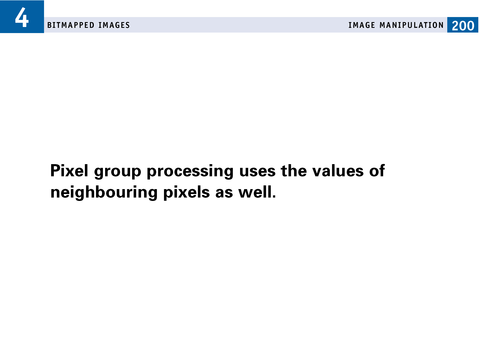 4
BITMAPPED IMAGES
IMAGE MANIPULATION 200
Pixel group processing uses the values of
neighbouring pixels as well.